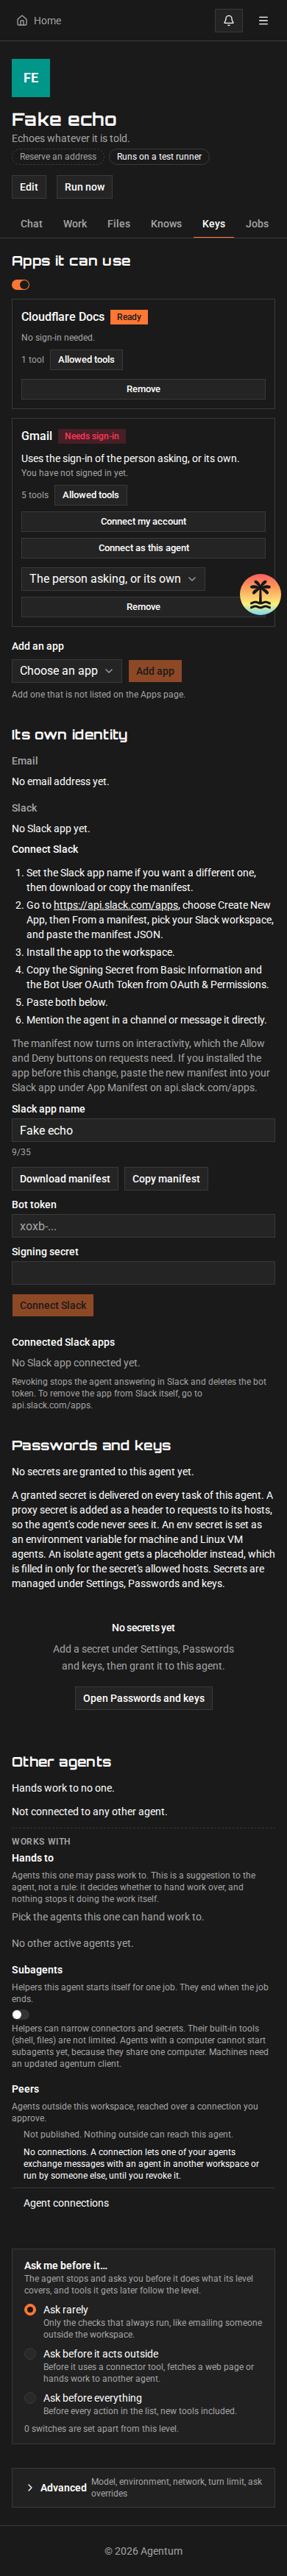 Home
FE
Fake echo
Echoes whatever it is told.
Reserve an address
Runs on a test runner
Edit
Run now
Chat
Work
Files
Knows
Keys
Jobs
Apps it can use
Cloudflare Docs
Ready
No sign-in needed.
1 tool
Allowed tools
Remove
Gmail
Needs sign-in
Uses the sign-in of the person asking, or its own.
You have not signed in yet.
5 tools
Allowed tools
Connect my account
Connect as this agent
The person asking, or its own
Remove
Add an app
Choose an app
Add app
Add one that is not listed on the Apps page.
Its own identity
Email
No email address yet.
Slack
No Slack app yet.
Connect Slack
1. Set the Slack app name if you want a different one,
then download or copy the manifest.
2. Go to https://api.slack.com/apps, choose Create New
App, then From a manifest, pick your Slack workspace,
and paste the manifest JSON.
3. Install the app to the workspace.
4. Copy the Signing Secret from Basic Information and
the Bot User OAuth Token from OAuth & Permissions.
5. Paste both below.
6. Mention the agent in a channel or message it directly.
The manifest now turns on interactivity, which the Allow
and Deny buttons on requests need. If you installed the
app before this change, paste the new manifest into your
Slack app under App Manifest on api.slack.com/apps.
Slack app name
Fake echo
9/35
Download manifest
Copy manifest
Bot token
xoxb-...
Signing secret
Connect Slack
Connected Slack apps
No Slack app connected yet.
Revoking stops the agent answering in Slack and deletes the bot
token. To remove the app from Slack itself, go to
api.slack.com/apps.
Passwords and keys
No secrets are granted to this agent yet.
A granted secret is delivered on every task of this agent. A
proxy secret is added as a header to requests to its hosts,
so the agent's code never sees it. An env secret is set as
an environment variable for machine and Linux VM
agents. An isolate agent gets a placeholder instead, which
is filled in only for the secret's allowed hosts. Secrets are
managed under Settings, Passwords and keys.
No secrets yet
Add a secret under Settings, Passwords
and keys, then grant it to this agent.
Open Passwords and keys
Other agents
Hands work to no one.
Not connected to any other agent.
WORKS WITH
Hands to
Agents this one may pass work to. This is a suggestion to the
agent, not a rule: it decides whether to hand work over, and
nothing stops it doing the work itself.
Pick the agents this one can hand work to.
No other active agents yet.
Subagents
Helpers this agent starts itself for one job. They end when the job
ends.
Helpers can narrow connectors and secrets. Their built-in tools
(shell, files) are not limited. Agents with a computer cannot start
subagents yet, because they share one computer. Machines need
an updated agentum client.
Peers
Agents outside this workspace, reached over a connection you
approve.
Not published. Nothing outside can reach this agent.
No connections. A connection lets one of your agents
exchange messages with an agent in another workspace or
run by someone else, until you revoke it.
Agent connections
Ask me before it...
The agent stops and asks you before it does what its level
covers, and tools it gets later follow the level.
Ask rarely
Only the checks that always run, like emailing someone
outside the workspace.
Ask before it acts outside
Before it uses a connector tool, fetches a web page or
hands work to another agent.
Ask before everything
Before every action in the list, new tools included.
0 switches are set apart from this level.
Advanced
Model, environment, network, turn limit, ask
overrides
© 2026 Agentum